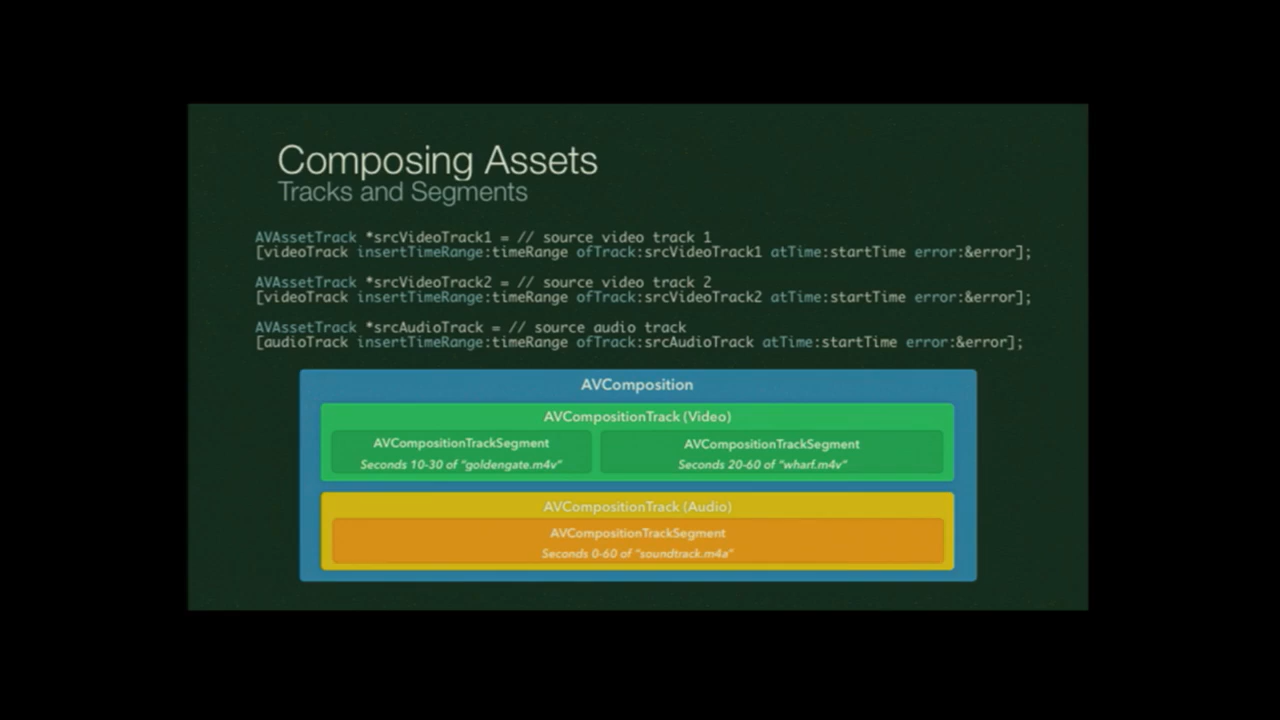 Composing Assets
Tracks and Segments
AVAssetTrack *srcVideoTrack1 = // source video track 1
[videoTrack insertTimeRange:timeRange ofTrack:srcVideoTrack1 atTime:startTime error:&error];
AVAssetTrack *srcVideoTrack2 = // source video track 2
[videoTrack insertTimeRange:timeRange ofTrack:srcVideoTrack2 atTime:startTime error:&error];
AVAssetTrack *srcAudioTrack = // source audio track
[audioTrack insertTimeRange:timeRange ofTrack:srcAudioTrack atTime:startTime error:&error];
AVComposition
AVCompositionTrack (Video)
AVCompositionTrackSegment
Seconds 10-30 of "goldengate.m4v"
AVCompositionTrackSegment
Seconds 20-60 of "wharf.m4v"
AVCompositionTrack (Audio)
AVCompositionTrackSegment
Seconds 0-60 of "soundtrack.m4a"